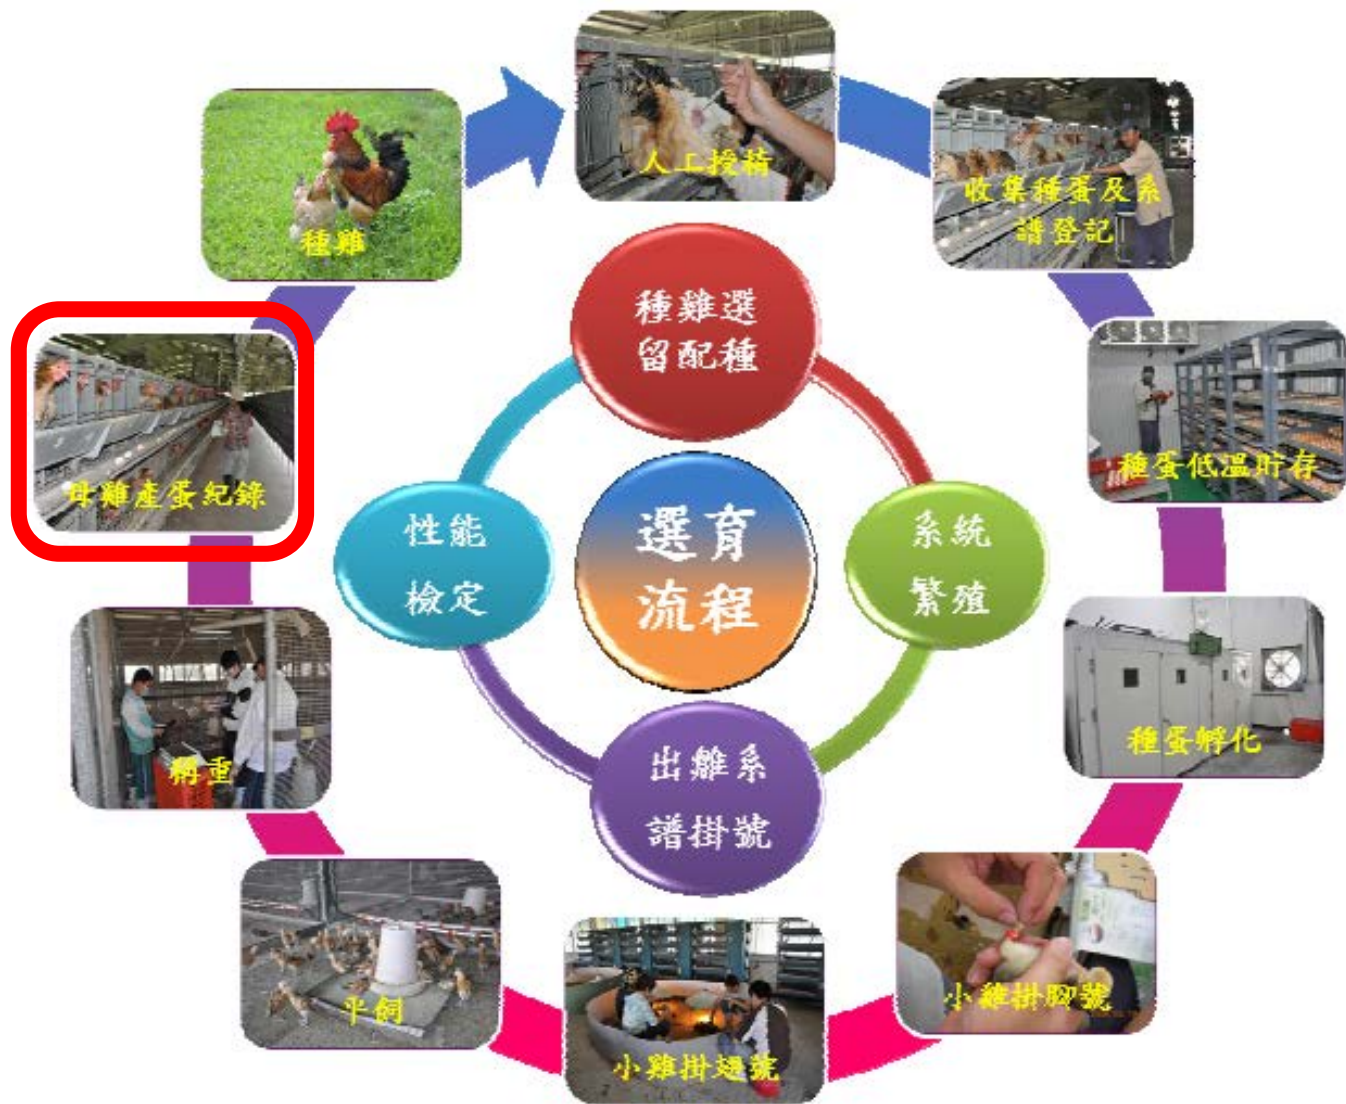 人工授精
種雞
收集種蛋及系
譜登記
種雞選
留配種
母雞產蛋紀錄
種蛋低溫貯存
性能
檢定
選育
流程
系統
繁殖
稱重
種蛋孵化
出雛系
譜掛號
平飼
小雞掛翅號
小雞掛腳號